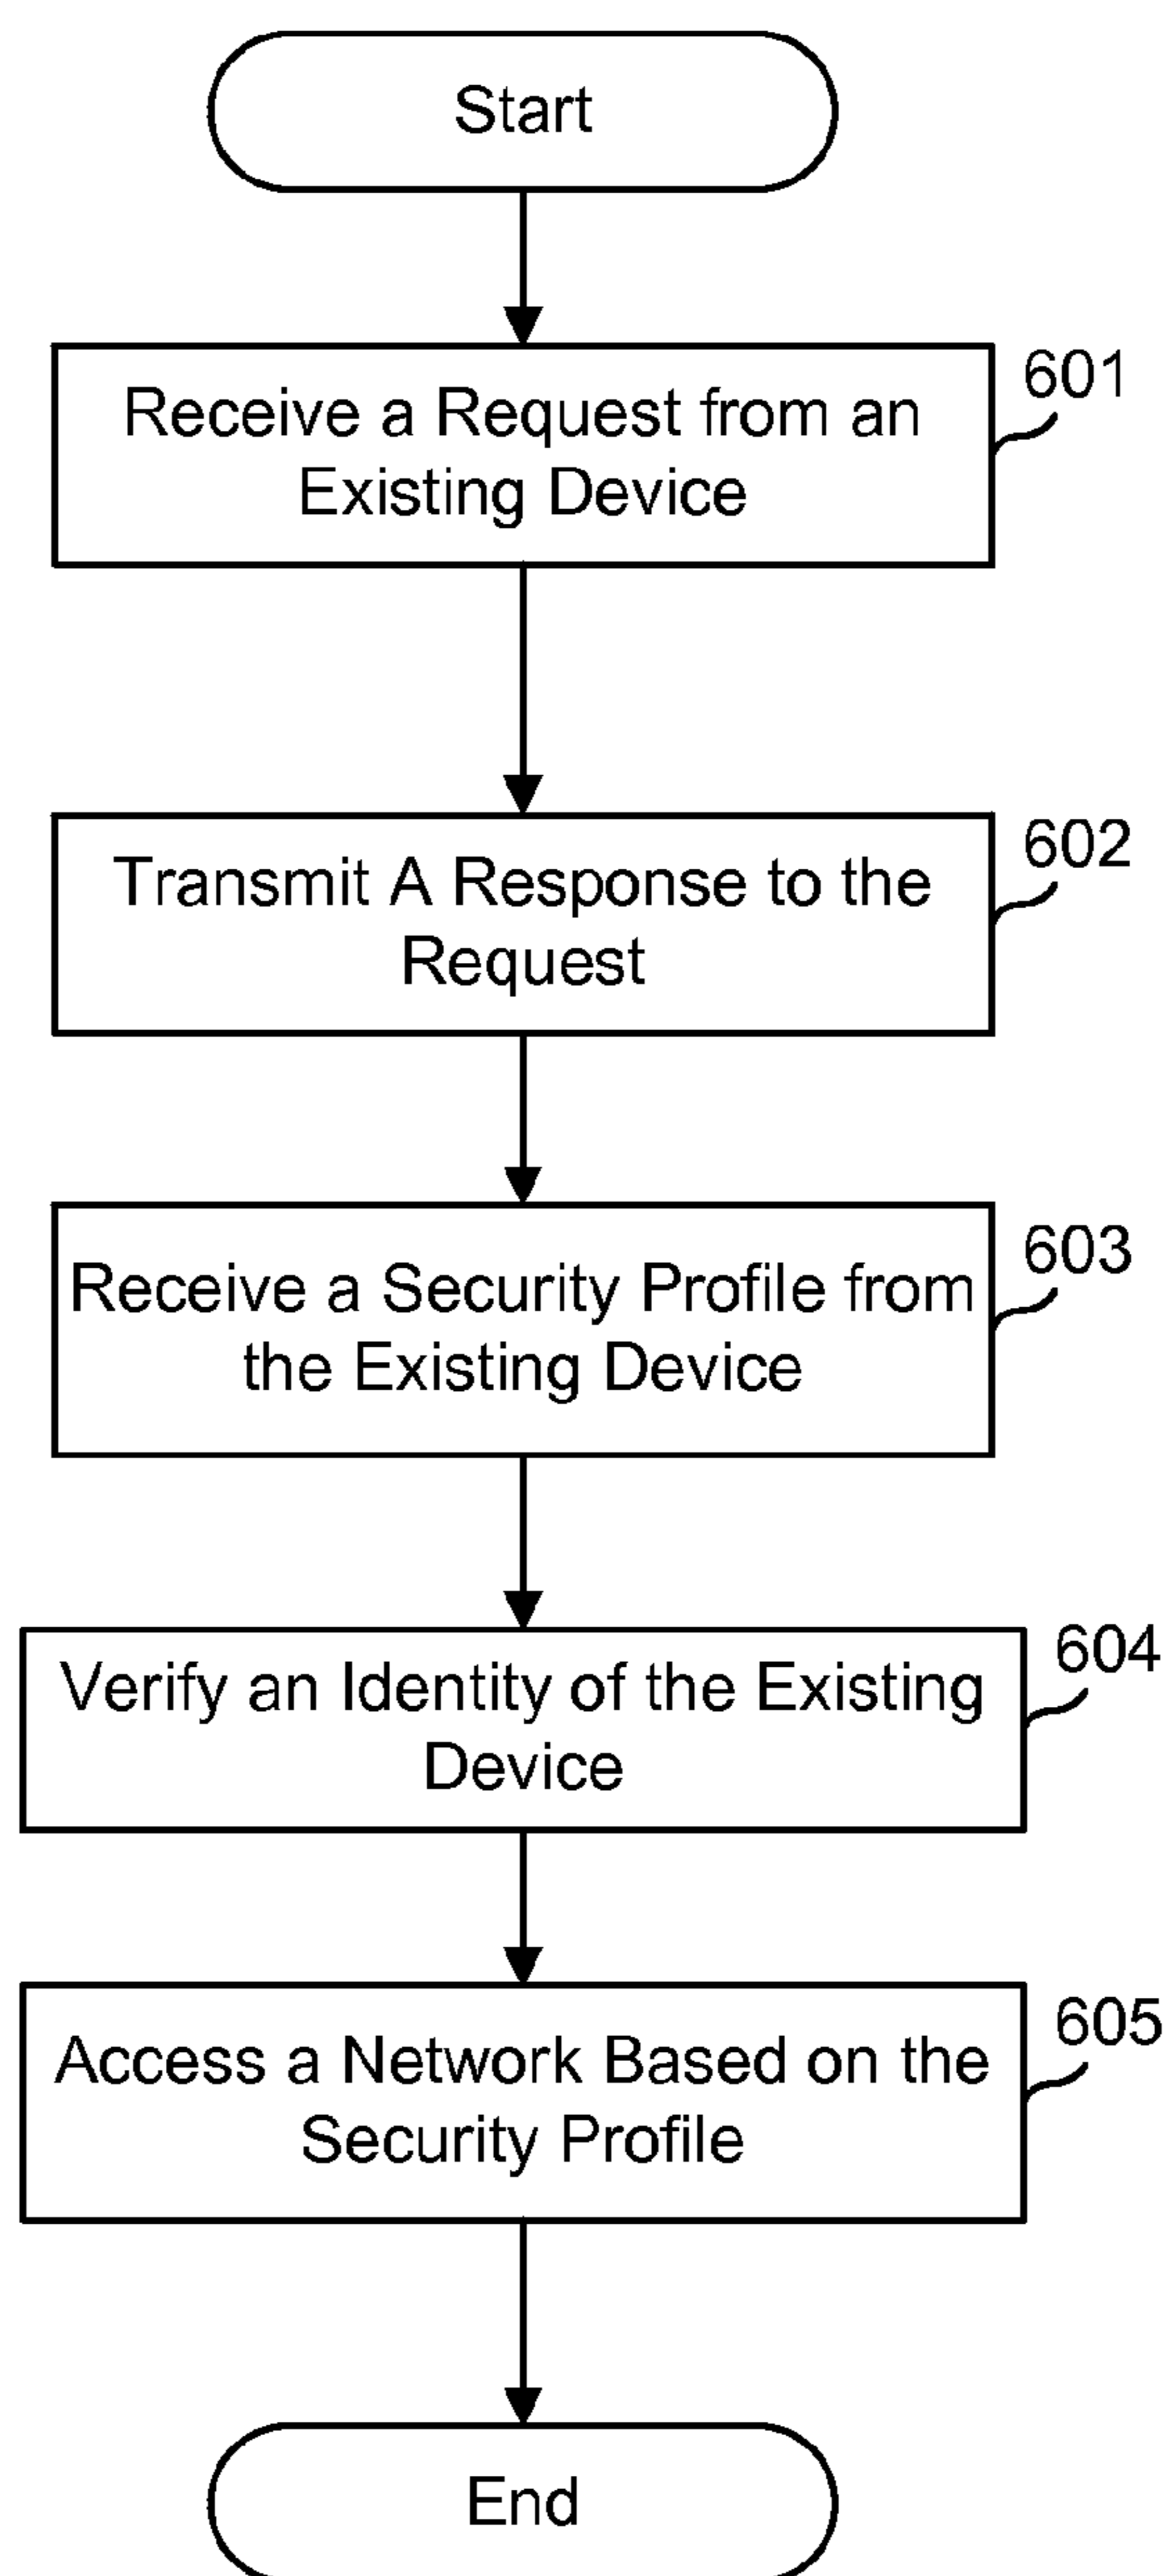 Start
Receive a Request from an
Existing Device
601
Transmit A Response to the
Request
602
Receive a Security Profile from
the Existing Device
603
Verify an Identity of the Existing
Device
604
Access a Network Based on the
Security Profile
605
End